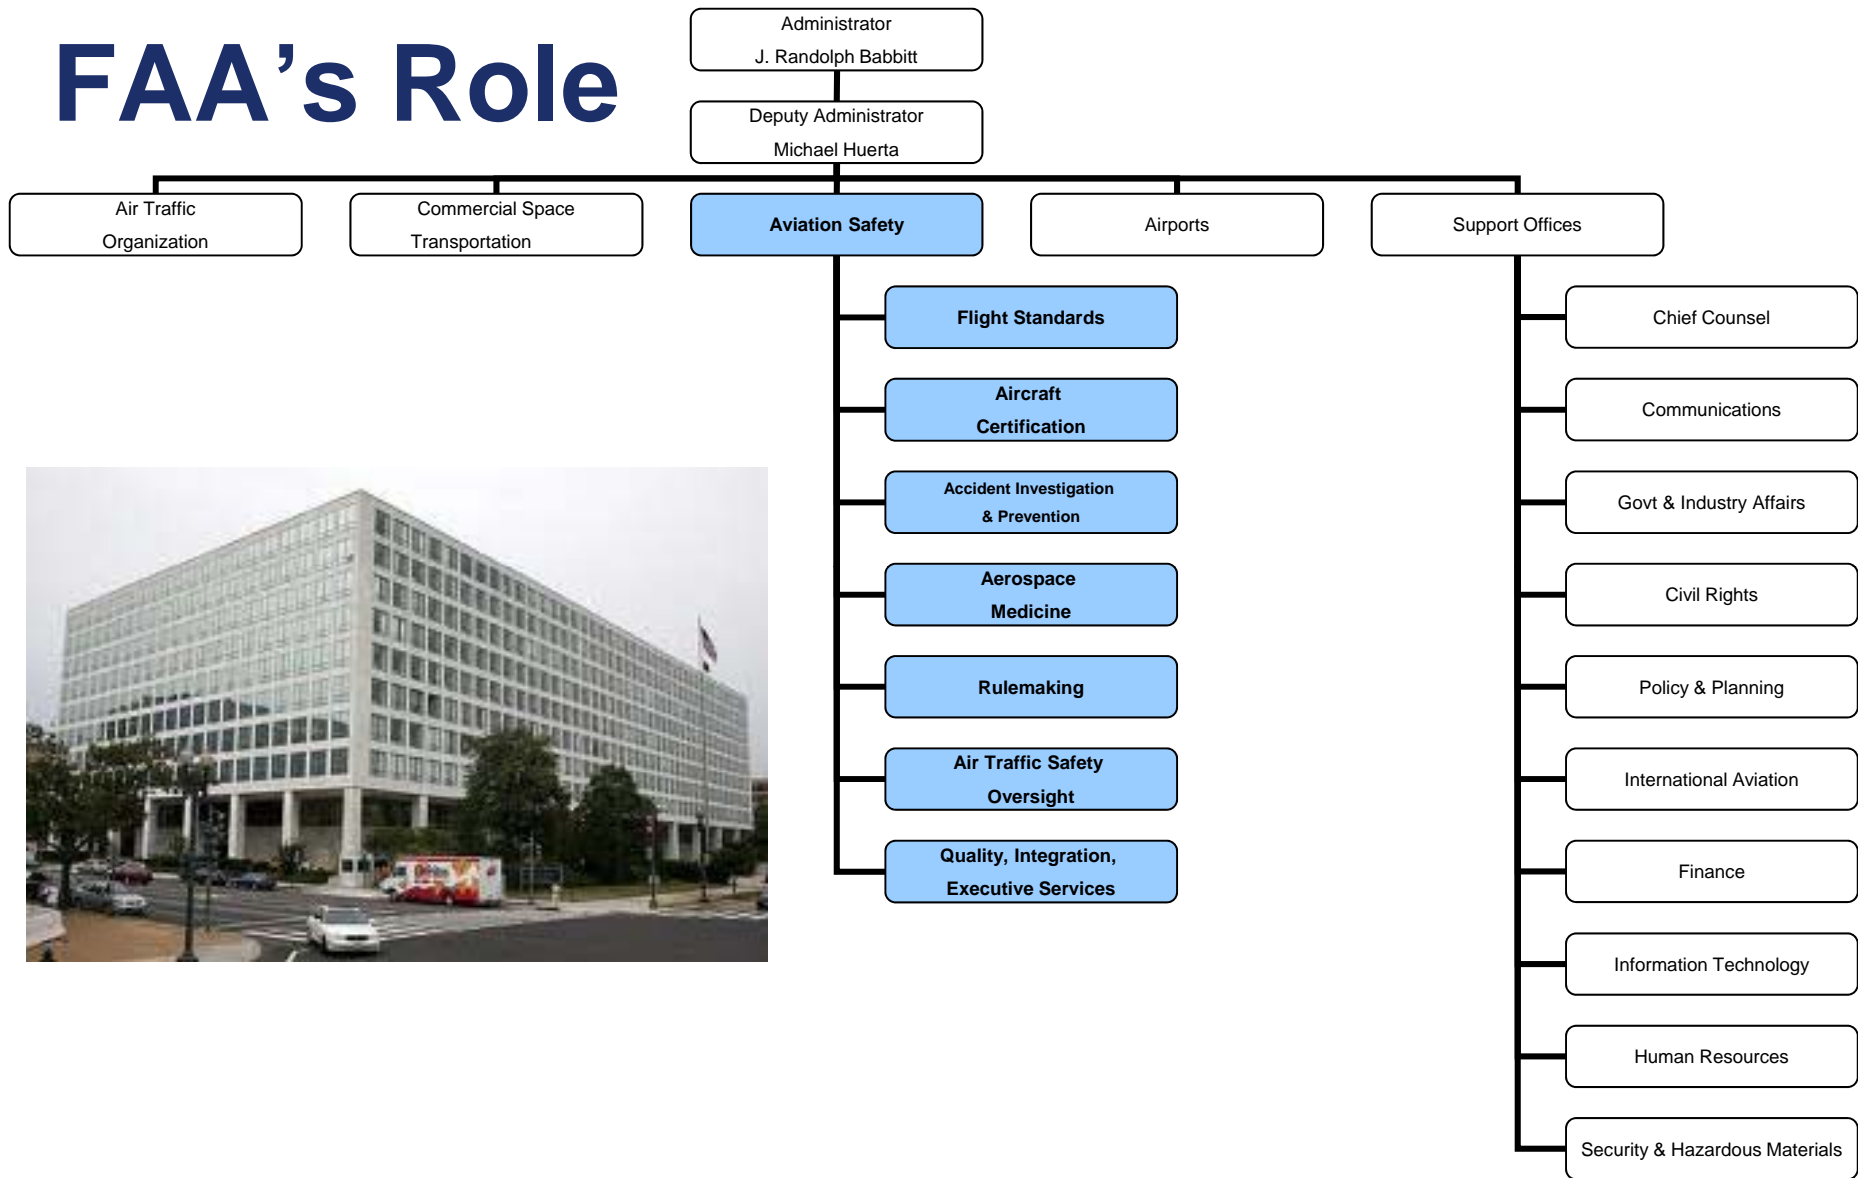 FAA’s Role
Administrator
J. Randolph Babbitt
Deputy Administrator
Michael Huerta
Air Traffic
Organization
Commercial Space
Transportation
Aviation Safety
Airports
Support Offices
Flight Standards
Aircraft
Certification
Accident Investigation
& Prevention
Aerospace
Medicine
Rulemaking
Air Traffic Safety
Oversight
Quality, Integration,
Executive Services
Chief Counsel
Communications
Govt & Industry Affairs
Civil Rights
Policy & Planning
International Aviation
Finance
Information Technology
Human Resources
Security & Hazardous Materials